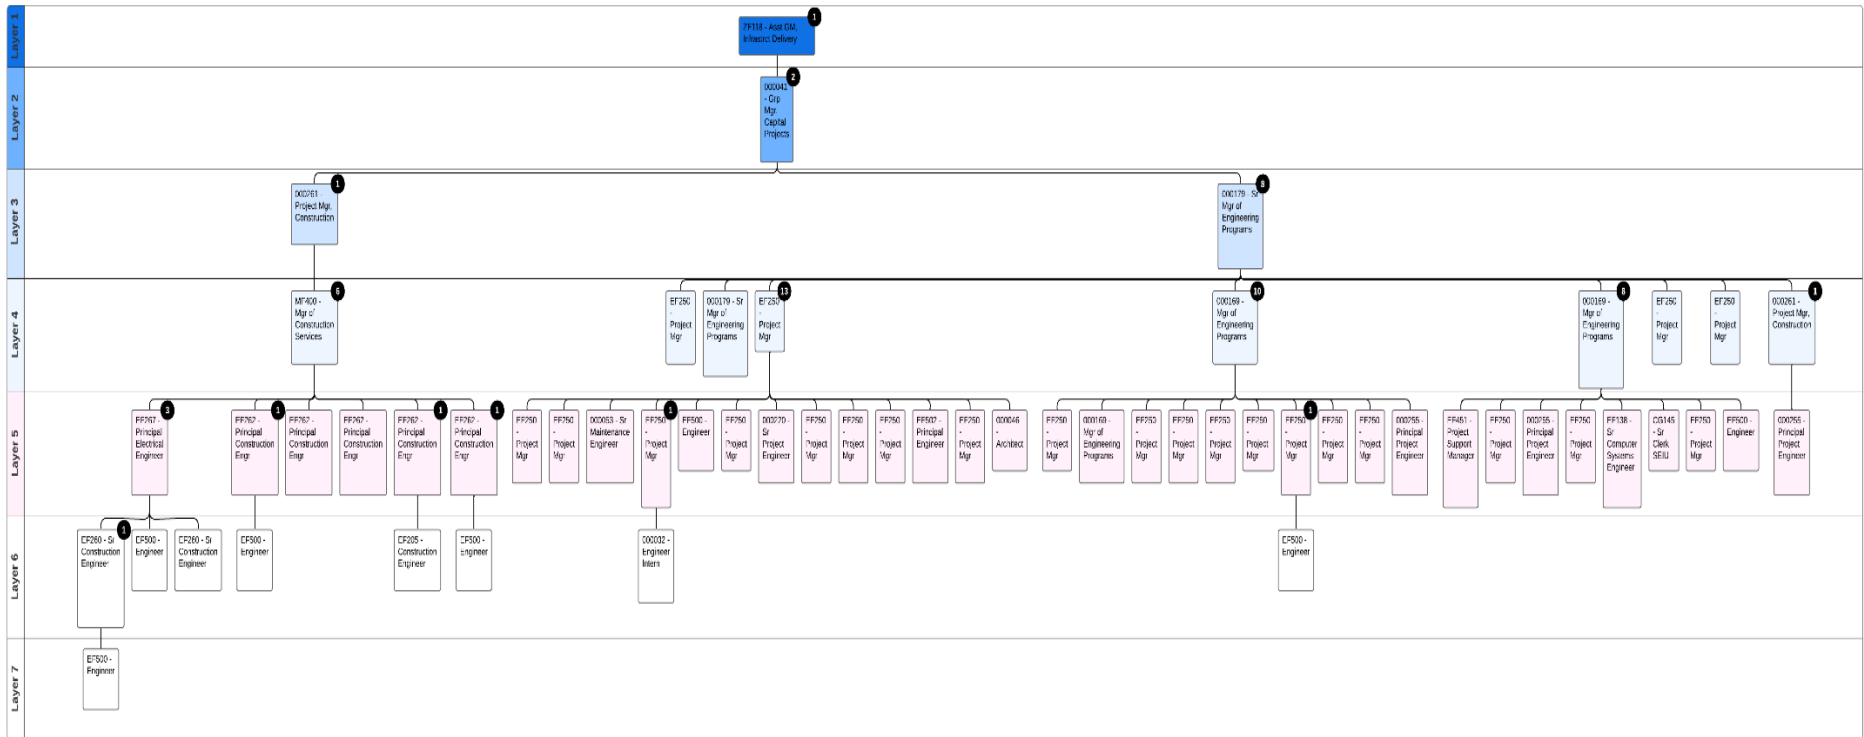 Layer 1
1
ZF118 - Asst GM,
Infrastrct Delivery
Layer 2
2
000041
- Grp
Mgr,
Capital
Projects
Layer 3
1
000261 -
Project Mgr,
Construction
8
000179 - Sr
Mgr of
Engineering
Programs
Layer 4
6
MF400 -
Mgr of
Construction
Services
EF250
-
Project
Mgr
000179 - Sr
Mgr of
Engineering
Programs
13
EF250
-
Project
Mgr
10
000169 -
Mgr of
Engineering
Programs
8
000169 -
Mgr of
Engineering
Programs
EF250
-
Project
Mgr
EF250
-
Project
Mgr
1
000261 -
Project Mgr,
Construction
Layer 5
3
EF267 -
Principal
Electrical
Engineer
1
EF262 -
Principal
Construction
Engr
EF262 -
Principal
Construction
Engr
EF262 -
Principal
Construction
Engr
1
EF262 -
Principal
Construction
Engr
1
EF262 -
Principal
Construction
Engr
EF250
-
Project
Mgr
EF250
-
Project
Mgr
000053 - Sr
Maintenance
Engineer
1
EF250
-
Project
Mgr
EF500 -
Engineer
EF250
-
Project
Mgr
000220 -
Sr
Project
Engineer
EF250
-
Project
Mgr
EF250
-
Project
Mgr
EF250
-
Project
Mgr
EF502 -
Principal
Engineer
EF250
-
Project
Mgr
000046
-
Architect
EF250
-
Project
Mgr
000169 -
Mgr of
Engineering
Programs
EF250
-
Project
Mgr
EF250
-
Project
Mgr
EF250
-
Project
Mgr
EF250
-
Project
Mgr
1
EF250
-
Project
Mgr
EF250
-
Project
Mgr
EF250
-
Project
Mgr
000255 -
Principal
Project
Engineer
FF451 -
Project
Support
Manager
EF250
-
Project
Mgr
000255 -
Principal
Project
Engineer
EF250
-
Project
Mgr
EF138 -
Sr
Computer
Systems
Engineer
CG145
- Sr
Clerk
SEIU
EF250
-
Project
Mgr
EF500 -
Engineer
000255 -
Principal
Project
Engineer
Layer 6
1
EF260 - Sr
Construction
Engineer
EF500 -
Engineer
EF260 - Sr
Construction
Engineer
EF500 -
Engineer
EF205 -
Construction
Engineer
EF500 -
Engineer
000032 -
Engineer
Intern
EF500 -
Engineer
Layer 7
EF500 -
Engineer